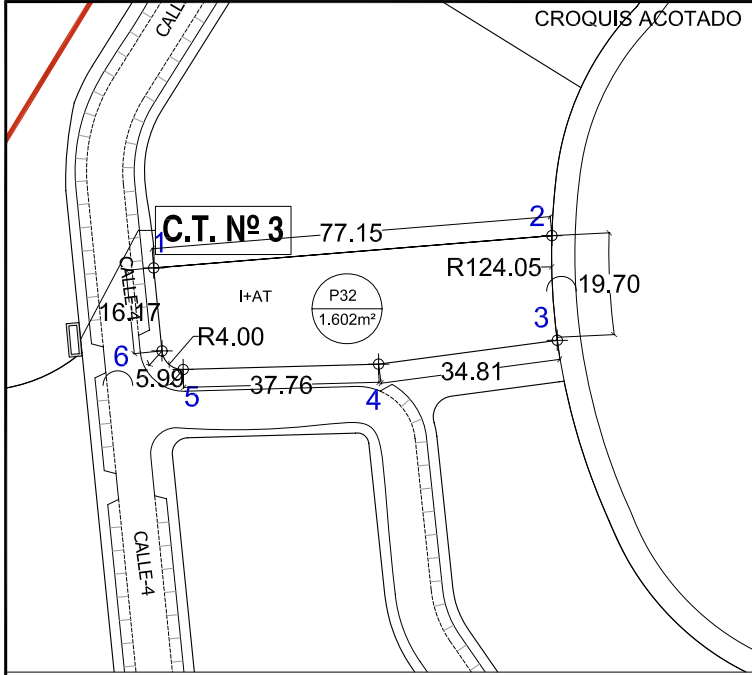 CROQUIS ACOTADO
CALLE
C.T. Nº 3
1
77.15
2
CALLE-4
16.17
I+AT
P32
1.602m²
R124.05
19.70
3
R4.00
6
5.99
5
37.76
4
34.81
CALLE-4